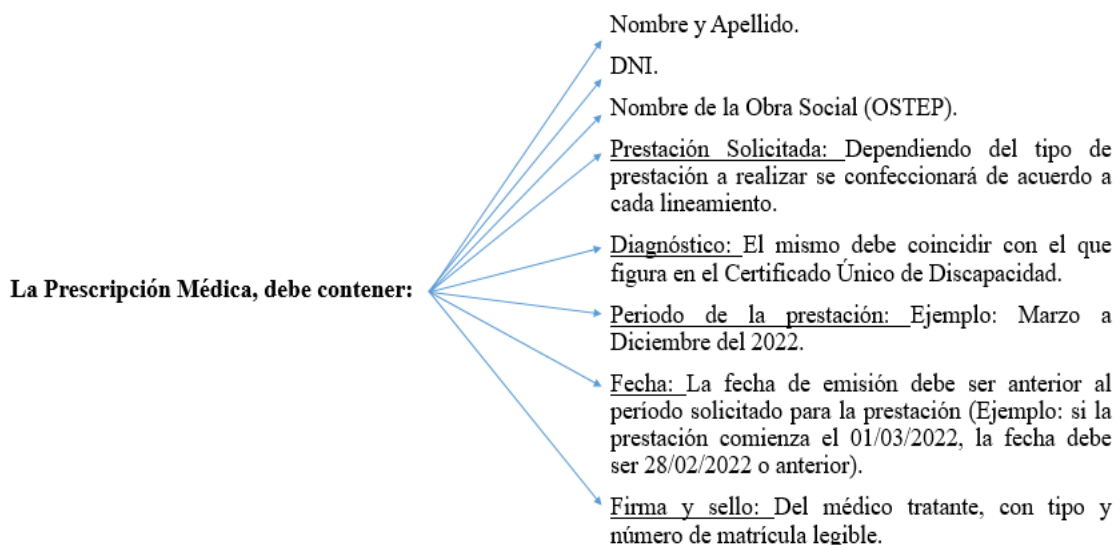 La Prescripción Médica, debe contener:
Nombre y Apellido.
DNI.
Nombre de la Obra Social (OSTEP).
Prestación Solicitada: Dependiendo del tipo de
prestación a realizar se confeccionará de acuerdo a
cada lineamiento.
Diagnóstico: El mismo debe coincidir con el que
figura en el Certificado Único de Discapacidad.
Periodo de la prestación: Ejemplo: Marzo a
Diciembre del 2022.
Fecha: La fecha de emisión debe ser anterior al
período solicitado para la prestación (Ejemplo: si la
prestación comienza el 01/03/2022, la fecha debe
ser 28/02/2022 o anterior).
Firma y sello: Del médico tratante, con tipo y
número de matrícula legible.